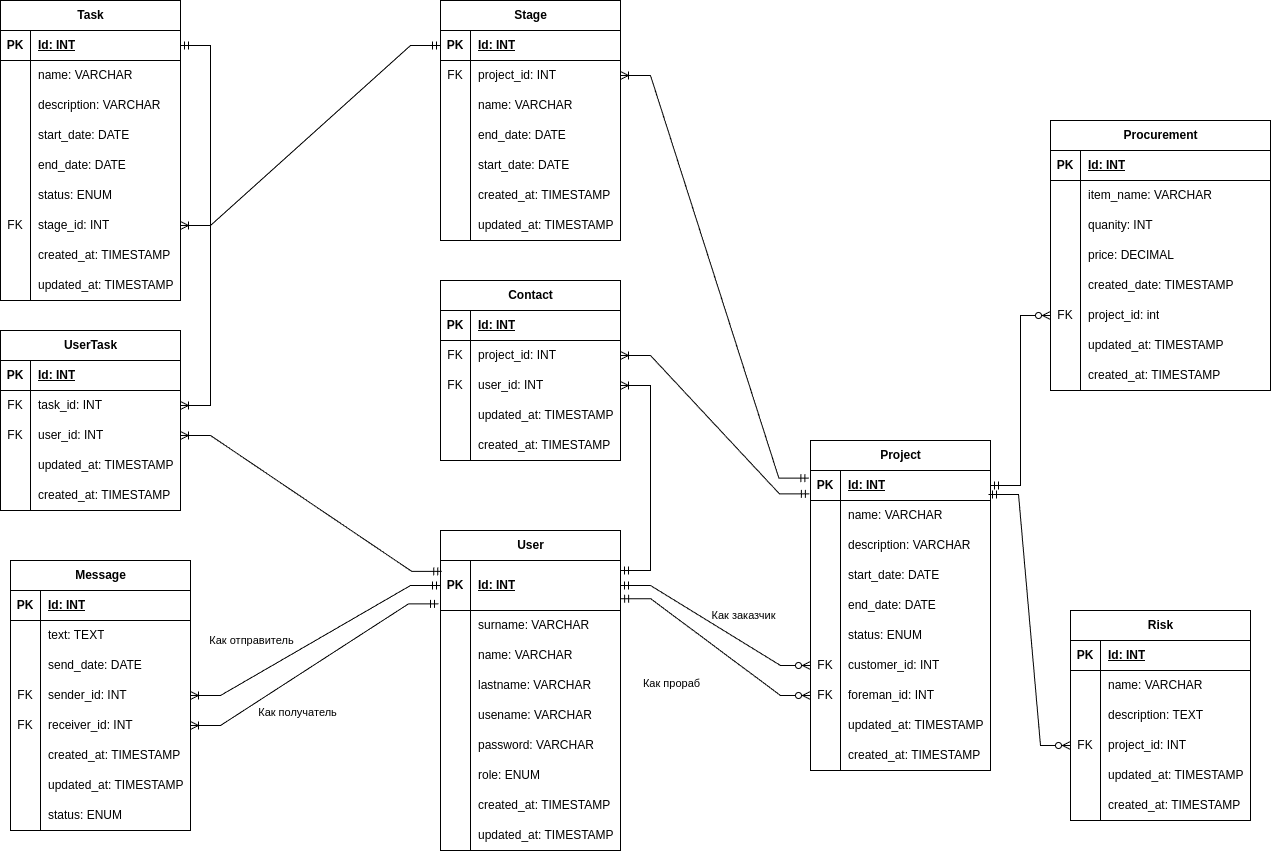 Task
PK Id: INT
name: VARCHAR
description: VARCHAR
start_date: DATE
end_date: DATE
status: ENUM
FK stage_id: INT
created_at: TIMESTAMP
updated_at: TIMESTAMP
UserTask
PK Id: INT
FK task_id: INT
FK user_id: INT
updated_at: TIMESTAMP
created_at: TIMESTAMP
Message
PK Id: INT
text: TEXT
send_date: DATE
FK sender_id: INT
FK receiver_id: INT
created_at: TIMESTAMP
updated_at: TIMESTAMP
status: ENUM
Как отправитель
Как получатель
Stage
PK Id: INT
FK project_id: INT
name: VARCHAR
end_date: DATE
start_date: DATE
created_at: TIMESTAMP
updated_at: TIMESTAMP
Contact
PK Id: INT
FK project_id: INT
FK user_id: INT
updated_at: TIMESTAMP
created_at: TIMESTAMP
User
PK Id: INT
surname: VARCHAR
name: VARCHAR
lastname: VARCHAR
usename: VARCHAR
password: VARCHAR
role: ENUM
created_at: TIMESTAMP
updated_at: TIMESTAMP
Как заказчик
Как прораб
Project
PK Id: INT
name: VARCHAR
description: VARCHAR
start_date: DATE
end_date: DATE
status: ENUM
FK customer_id: INT
FK foreman_id: INT
updated_at: TIMESTAMP
created_at: TIMESTAMP
Procurement
PK Id: INT
item_name: VARCHAR
quanity: INT
price: DECIMAL
created_date: TIMESTAMP
FK project_id: int
updated_at: TIMESTAMP
created_at: TIMESTAMP
Risk
PK Id: INT
name: VARCHAR
description: TEXT
FK project_id: INT
updated_at: TIMESTAMP
created_at: TIMESTAMP